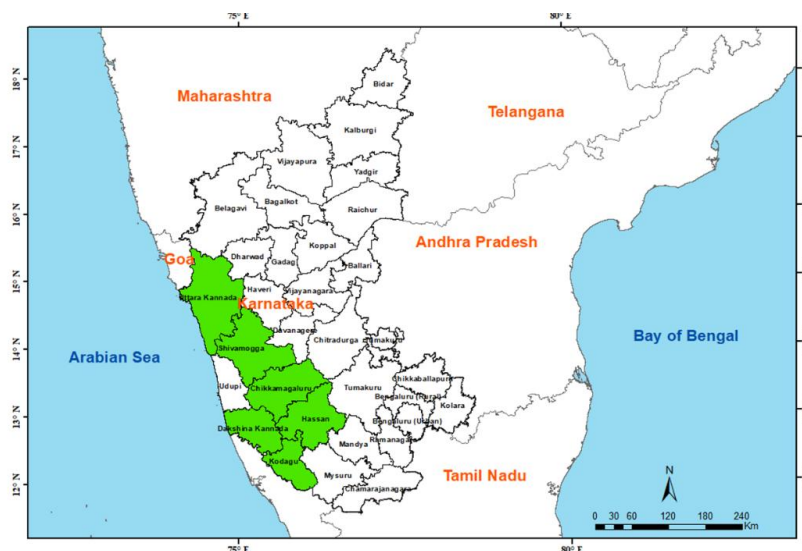 75° E
80° E
18° N
17° N
16° N
15° N
14° N
13° N
12° N
Maharashtra
Telangana
Bidar
Kalburgi
Vijayapura
Yadgir
Belagavi
Bagalkot
Raichur
Andhra Pradesh
Goa
Dharwad
Gadag
Koppal
Ballari
Uttara Kannada
Haveri
Vijayanagara
Karnataka
Davanagere
Bay of Bengal
Arabian Sea
Shivamogga
Chitradurga
Tumakuru
Udupi
Chikkamagaluru
Tumakuru
Chikkaballapura
Bengaluru (Rural)
Kolara
Dakshina Kannada
Hassan
Bengaluru (Urban)
Mandya
Ramanagara
Kodagu
Mysuru
Chamarajanagara
Tamil Nadu
N
0 30 60 120 180 240
Km
75° E
80° E